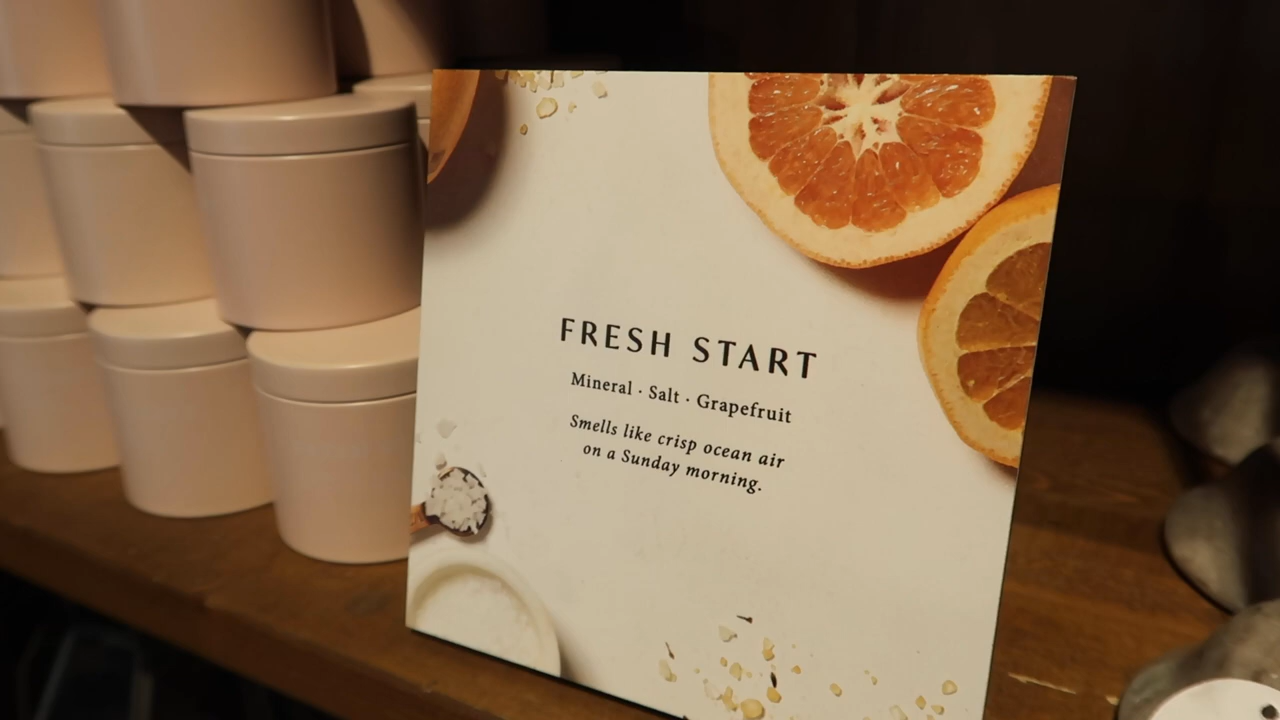 FRESH START
Mineral · Salt · Grapefruit
Smells like crisp ocean air
on a Sunday morning.